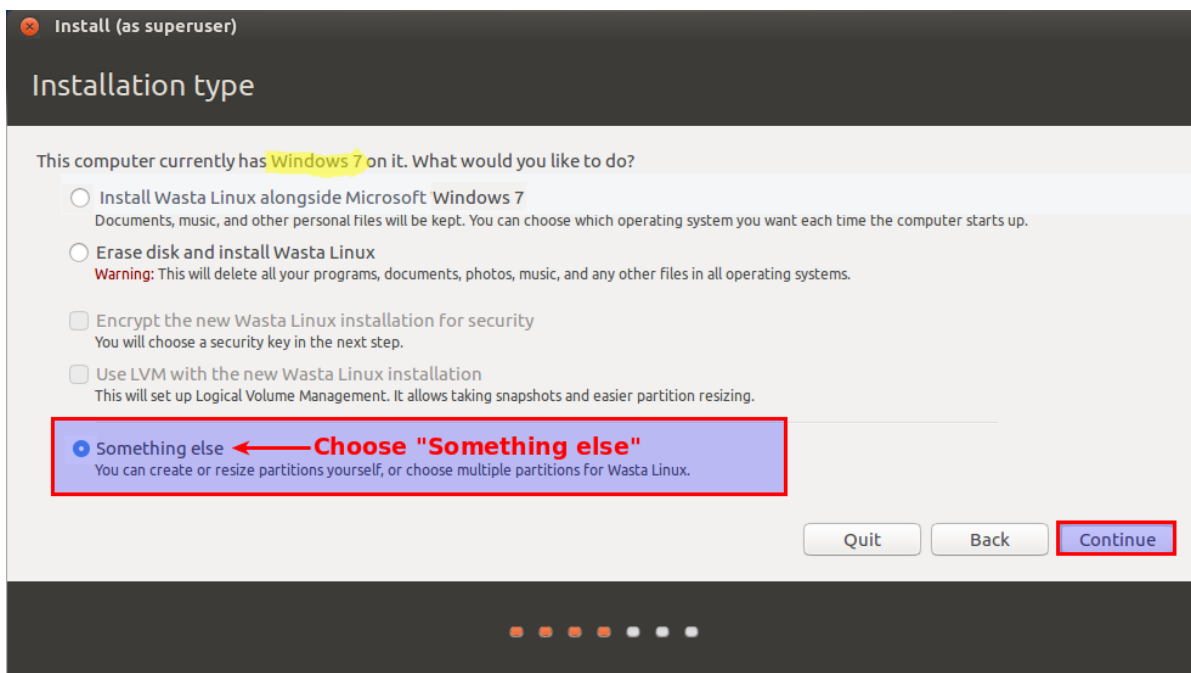 Install (as superuser)
Installation type
This computer currently has Windows 7 on it. What would you like to do?
Install Wasta Linux alongside Microsoft Windows 7
Documents, music, and other personal files will be kept. You can choose which operating system you want each time the computer starts up.
Erase disk and install Wasta Linux
Warning: This will delete all your programs, documents, photos, music, and any other files in all operating systems.
Encrypt the new Wasta Linux installation for security
You will choose a security key in the next step.
Use LVM with the new Wasta Linux installation
This will set up Logical Volume Management. It allows taking snapshots and easier partition resizing.
Something else Choose "Something else"
You can create or resize partitions yourself, or choose multiple partitions for Wasta Linux.
Quit Back Continue